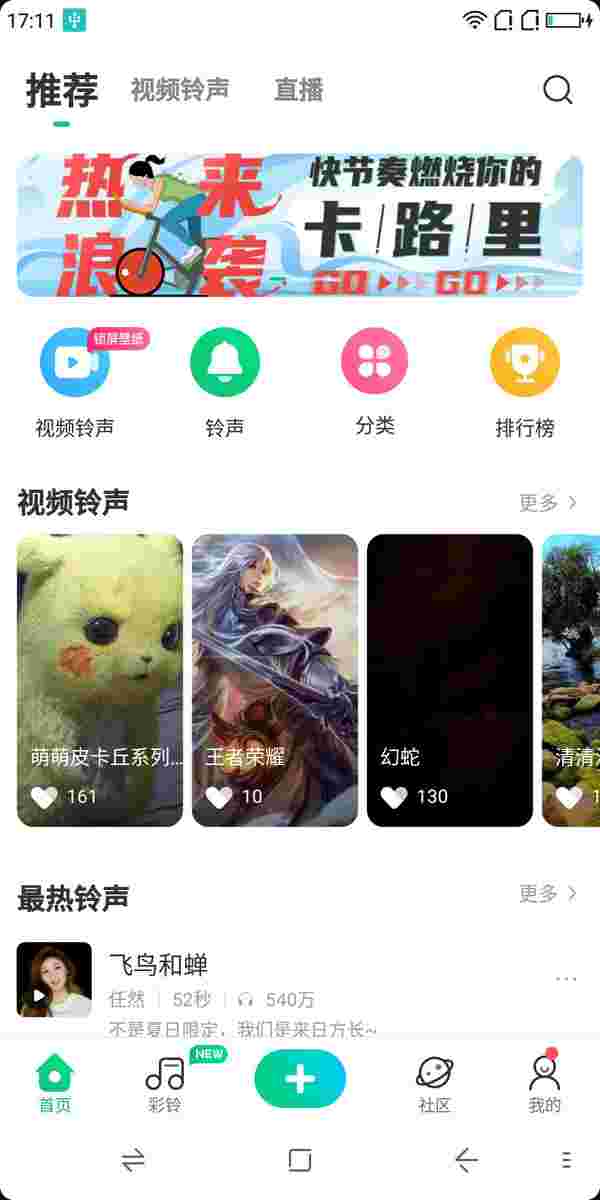 17:11
推荐
视频铃声
直播
热来
浪袭
快节奏燃烧你的
卡|路|里
GO GO
锁屏壁纸
视频铃声
铃声
分类
排行榜
视频铃声
更多
萌萌皮卡丘系列...
161
王者荣耀
10
幻蛇
130
清清
1
最热铃声
更多
飞鸟和蝉
任然
52秒
540万
不是夏日限定，我们是来日方长~
NEW
首页
彩铃
社区
我的